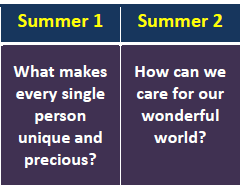 Summer 1
Summer 2
What makes
every single
person
unique and
precious?
How can we
care for our
wonderful
world?